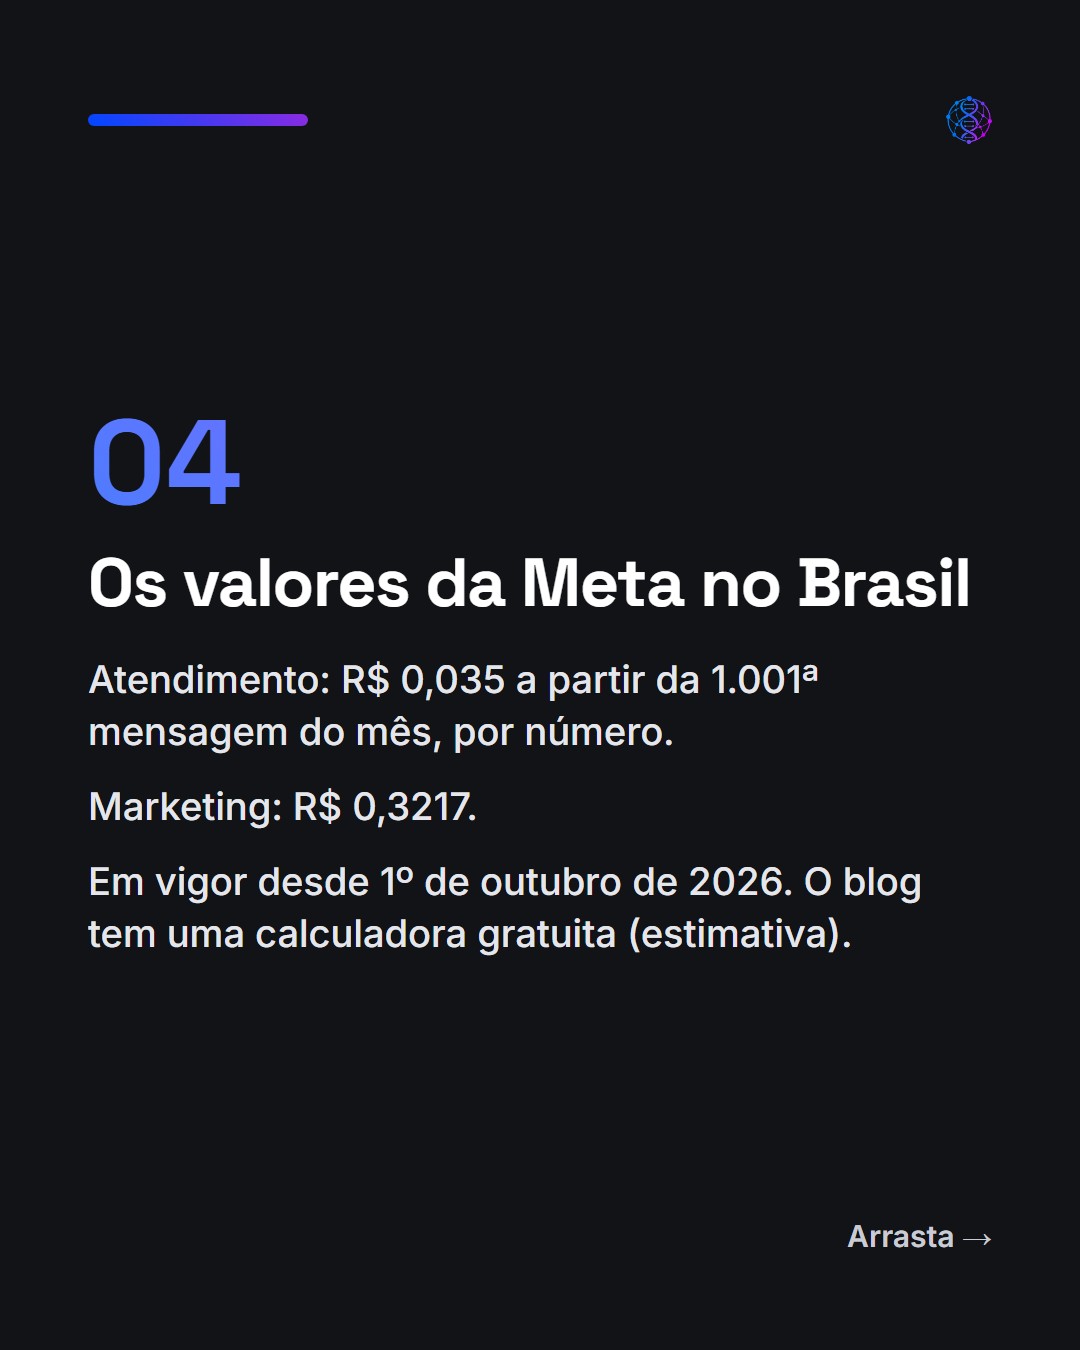 04
Os valores da Meta no Brasil
Atendimento: R$ 0,035 a partir da 1.001ª
mensagem do mês, por número.
Marketing: R$ 0,3217.
Em vigor desde 1º de outubro de 2026. O blog
tem uma calculadora gratuita (estimativa).
Arrasta →